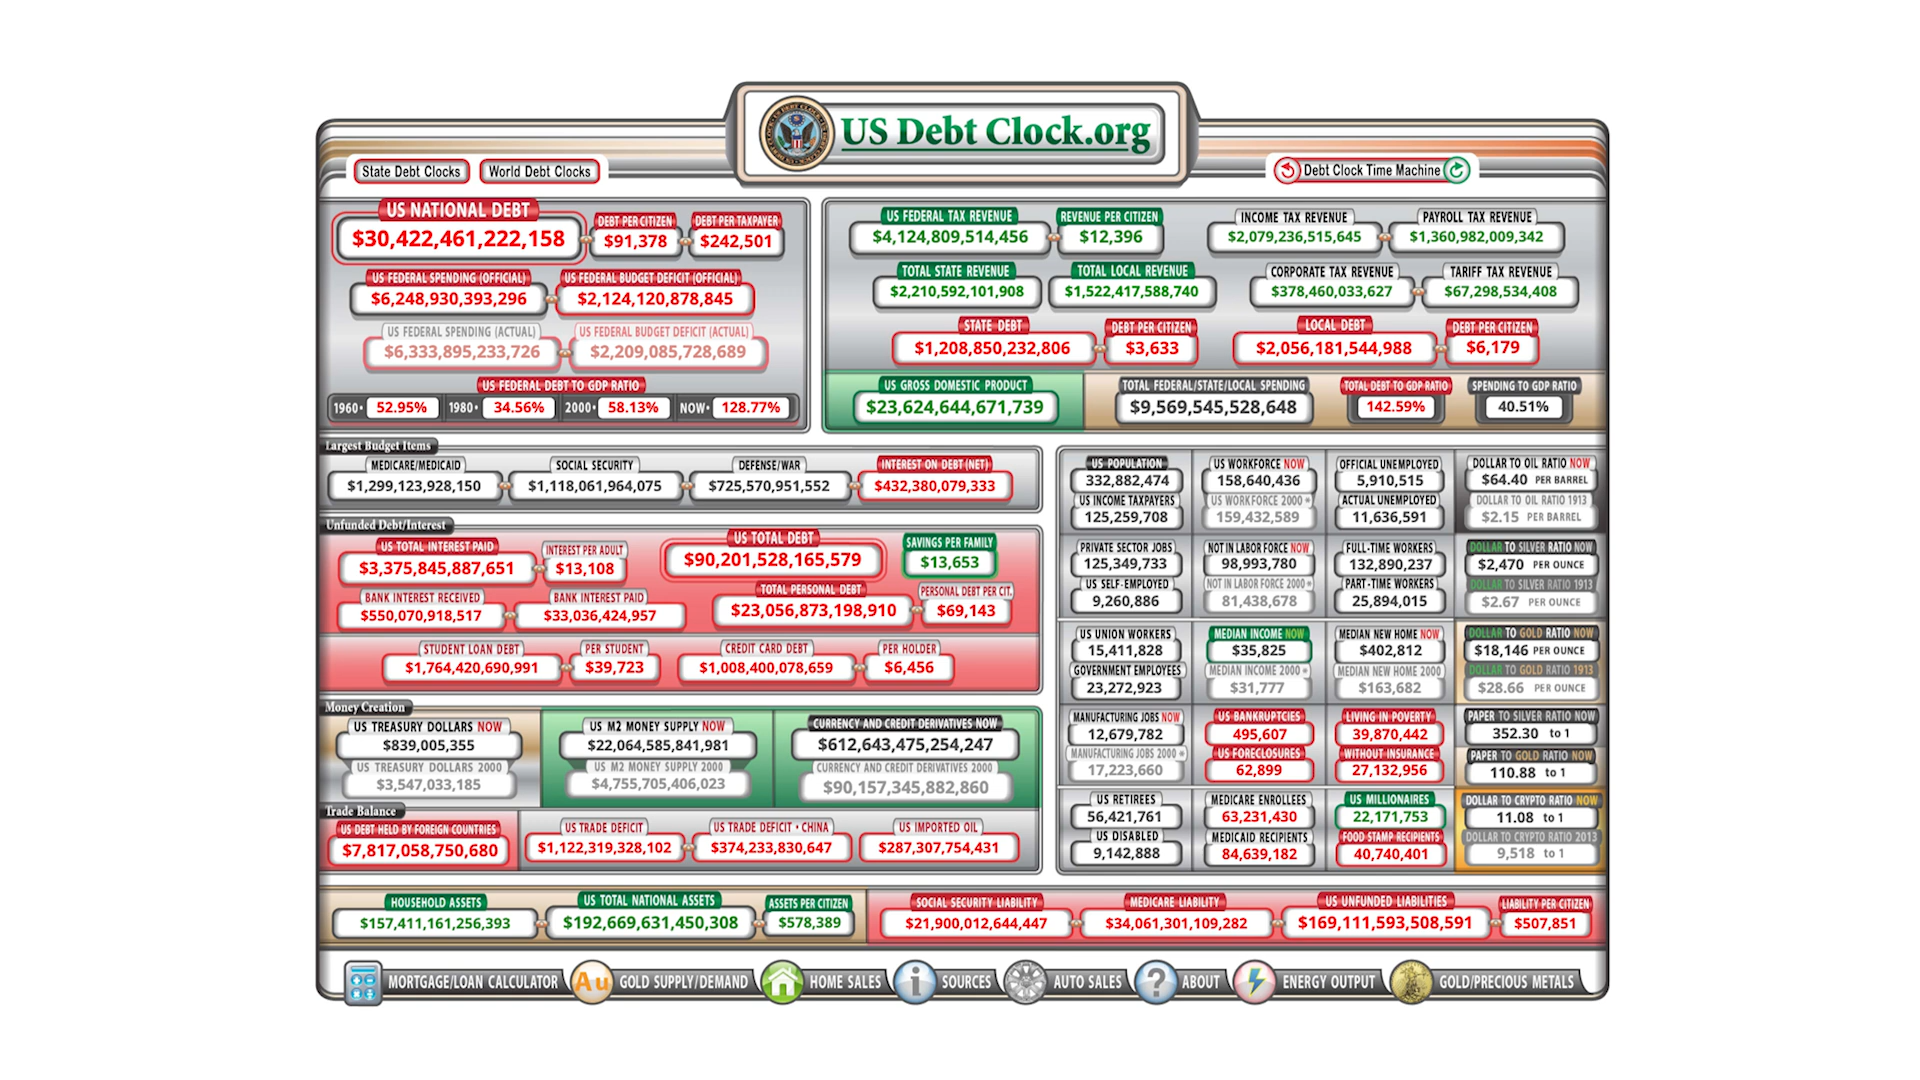 US Debt Clock.org
State Debt Clocks World Debt Clocks Debt Clock Time Machine
US NATIONAL DEBT DEBT PER CITIZEN DEBT PER TAXPAYER
$30,422,461,222,158 $91,378 $242,501
US FEDERAL SPENDING (OFFICIAL) US FEDERAL BUDGET DEFICIT (OFFICIAL)
$6,248,930,393,296 $2,124,120,878,845
US FEDERAL SPENDING (ACTUAL) US FEDERAL BUDGET DEFICIT (ACTUAL)
$6,333,895,233,726 $2,209,085,728,689
US FEDERAL DEBT TO GDP RATIO
1960• 52.95% 1980• 34.56% 2000• 58.13% NOW• 128.77%
US FEDERAL TAX REVENUE REVENUE PER CITIZEN INCOME TAX REVENUE PAYROLL TAX REVENUE
$4,124,809,514,456 $12,396 $2,079,236,515,645 $1,360,982,009,342
TOTAL STATE REVENUE TOTAL LOCAL REVENUE CORPORATE TAX REVENUE TARIFF TAX REVENUE
$2,210,592,101,908 $1,522,417,588,740 $378,460,033,627 $67,298,534,408
STATE DEBT DEBT PER CITIZEN LOCAL DEBT DEBT PER CITIZEN
$1,208,850,232,806 $3,633 $2,056,181,544,988 $6,179
US GROSS DOMESTIC PRODUCT TOTAL FEDERAL/STATE/LOCAL SPENDING TOTAL DEBT TO GDP RATIO SPENDING TO GDP RATIO
$23,624,644,671,739 $9,569,545,528,648 142.59% 40.51%
Largest Budget Items
MEDICARE/MEDICAID SOCIAL SECURITY DEFENSE/WAR INTEREST ON DEBT (NET)
$1,299,123,928,150 $1,118,061,964,075 $725,570,951,552 $432,380,079,333
Unfunded Debt/Interest
US TOTAL INTEREST PAID INTEREST PER ADULT US TOTAL DEBT SAVINGS PER FAMILY
$3,375,845,887,651 $13,108 $90,201,528,165,579 $13,653
BANK INTEREST RECEIVED BANK INTEREST PAID TOTAL PERSONAL DEBT PERSONAL DEBT PER CIT.
$550,070,918,517 $33,036,424,957 $23,056,873,198,910 $69,143
STUDENT LOAN DEBT PER STUDENT CREDIT CARD DEBT PER HOLDER
$1,764,420,690,991 $39,723 $1,008,400,078,659 $6,456
Money Creation
US TREASURY DOLLARS NOW US M2 MONEY SUPPLY NOW CURRENCY AND CREDIT DERIVATIVES NOW
$839,005,355 $22,064,585,841,981 $612,643,475,254,247
US TREASURY DOLLARS 2000 US M2 MONEY SUPPLY 2000 CURRENCY AND CREDIT DERIVATIVES 2000
$3,547,033,185 $4,755,705,406,023 $90,157,345,882,860
Trade Balance
US DEBT HELD BY FOREIGN COUNTRIES US TRADE DEFICIT US TRADE DEFICIT • CHINA US IMPORTED OIL
$7,817,058,750,680 $1,122,319,328,102 $374,233,830,647 $287,307,754,431
US POPULATION US WORKFORCE NOW OFFICIAL UNEMPLOYED DOLLAR TO OIL RATIO NOW
332,882,474 158,640,436 5,910,515 $64.40 PER BARREL
US INCOME TAXPAYERS US WORKFORCE 2000 ACTUAL UNEMPLOYED DOLLAR TO OIL RATIO 1913
125,259,708 159,432,589 11,636,591 $2.15 PER BARREL
PRIVATE SECTOR JOBS NOT IN LABOR FORCE NOW FULL-TIME WORKERS DOLLAR TO SILVER RATIO NOW
125,349,733 98,993,780 132,890,237 $2,470 PER OUNCE
US SELF-EMPLOYED NOT IN LABOR FORCE 2000 PART-TIME WORKERS DOLLAR TO SILVER RATIO 1913
9,260,886 81,438,678 25,894,015 $2.67 PER OUNCE
US UNION WORKERS MEDIAN INCOME NOW MEDIAN NEW HOME NOW DOLLAR TO GOLD RATIO NOW
15,411,828 $35,825 $402,812 $18,146 PER OUNCE
GOVERNMENT EMPLOYEES MEDIAN INCOME 2000 MEDIAN NEW HOME 2000 DOLLAR TO GOLD RATIO 1913
23,272,923 $31,777 $163,682 $28.66 PER OUNCE
MANUFACTURING JOBS NOW US BANKRUPTCIES LIVING IN POVERTY PAPER TO SILVER RATIO NOW
12,679,782 495,607 39,870,442 352.30 to 1
MANUFACTURING JOBS 2000 US FORECLOSURES WITHOUT INSURANCE PAPER TO GOLD RATIO NOW
17,223,660 62,899 27,132,956 110.88 to 1
US RETIREES MEDICARE ENROLLEES US MILLIONAIRES DOLLAR TO CRYPTO RATIO NOW
56,421,761 63,231,430 22,171,753 11.08 to 1
US DISABLED MEDICAID RECIPIENTS FOOD STAMP RECIPIENTS DOLLAR TO CRYPTO RATIO 2013
9,142,888 84,639,182 40,740,401 9,518 to 1
HOUSEHOLD ASSETS US TOTAL NATIONAL ASSETS ASSETS PER CITIZEN SOCIAL SECURITY LIABILITY MEDICARE LIABILITY US UNFUNDED LIABILITIES LIABILITY PER CITIZEN
$157,411,161,256,393 $192,669,631,450,308 $578,389 $21,900,012,644,447 $34,061,301,109,282 $169,111,593,508,591 $507,851
MORTGAGE/LOAN CALCULATOR Au GOLD SUPPLY/DEMAND HOME SALES i SOURCES AUTO SALES ? ABOUT ENERGY OUTPUT GOLD/PRECIOUS METALS